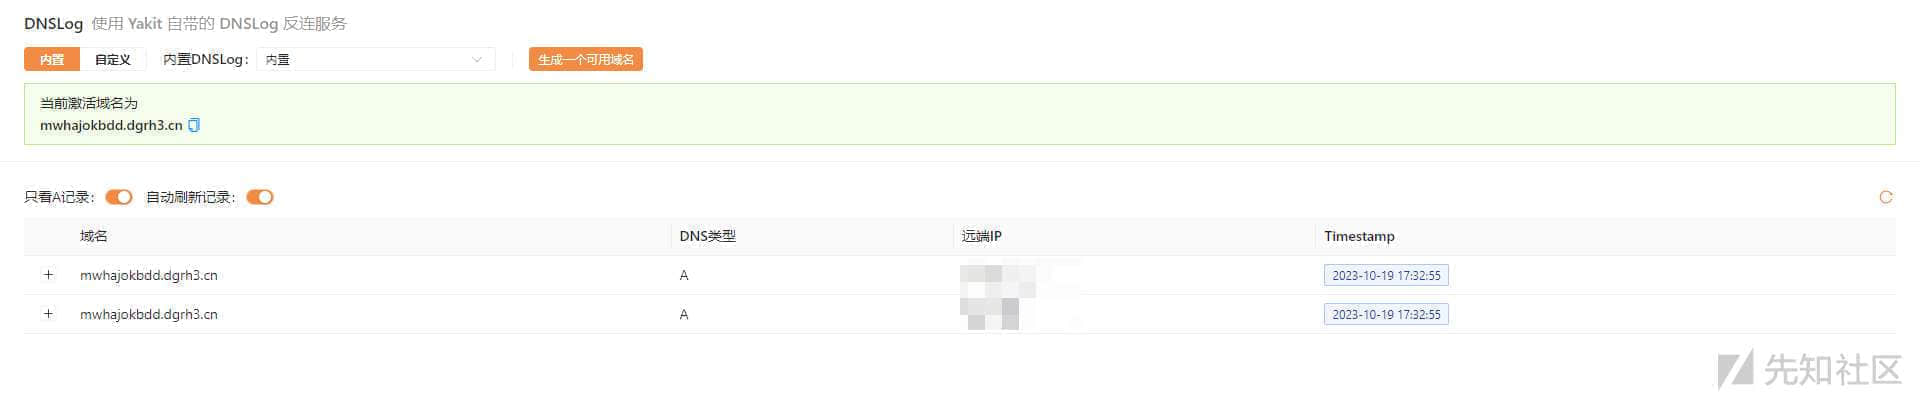 DNSLog 使用 Yakit 自带的 DNSLog 反连服务
内置 自定义 内置DNSLog： 内置 生成一个可用域名
当前激活域名为
mwhajokbdd.dgrh3.cn
只看A记录： 自动刷新记录：
域名 DNS类型 远端IP Timestamp
mwhajokbdd.dgrh3.cn A 2023-10-19 17:32:55
mwhajokbdd.dgrh3.cn A 2023-10-19 17:32:55
先知社区